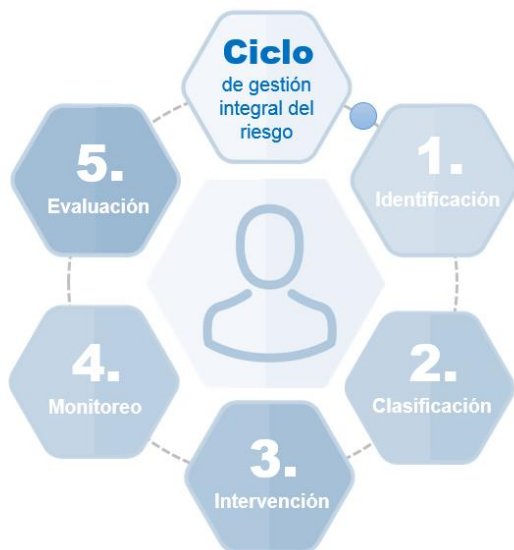 Ciclo
de gestión
integral del
riesgo
1.
Identificación
2.
Clasificación
3.
Intervención
4.
Monitoreo
5.
Evaluación